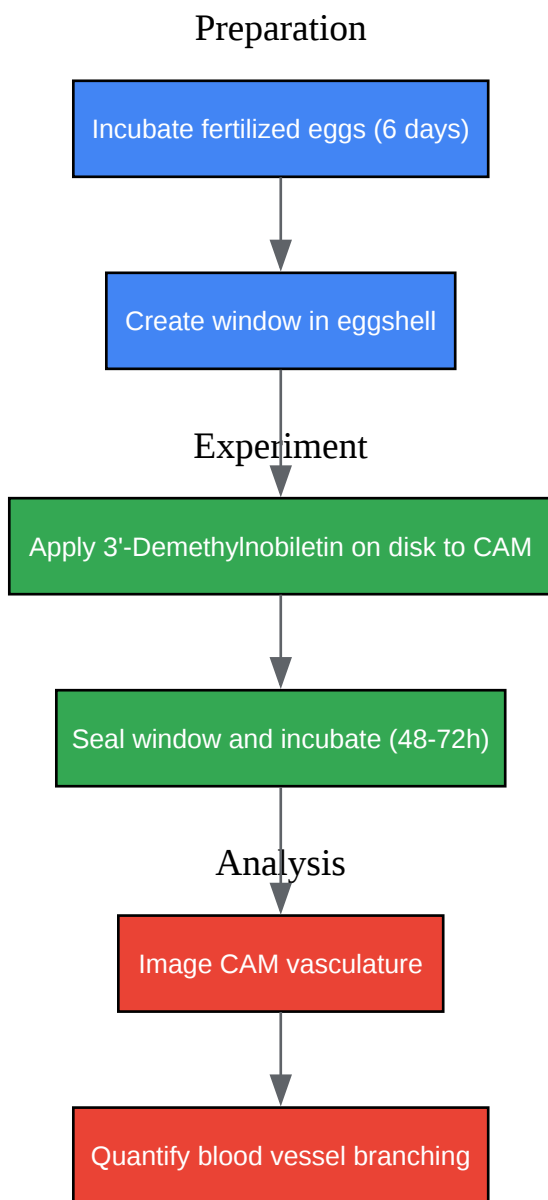 Preparation
Incubate fertilized eggs (6 days)
Create window in eggshell
Experiment
Apply 3'-Demethylnobiletin on disk to CAM
Seal window and incubate (48-72h)
Analysis
Image CAM vasculature
Quantify blood vessel branching